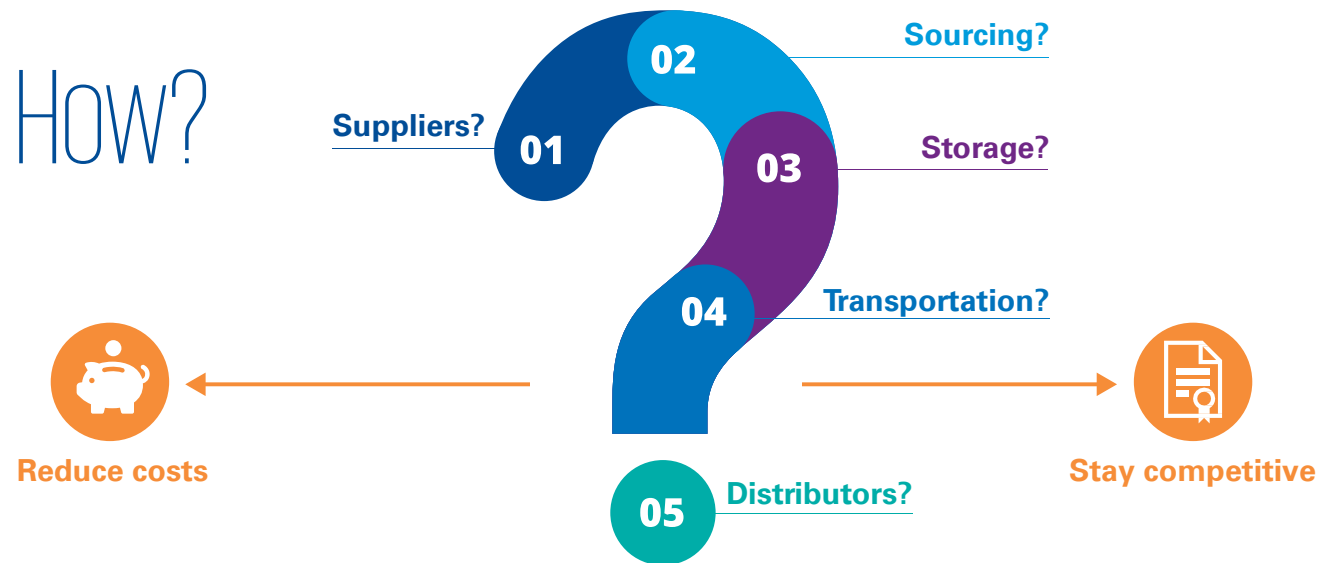 How?
01
Suppliers?
02
Sourcing?
03
Storage?
04
Transportation?
Reduce costs
Stay competitive
05
Distributors?